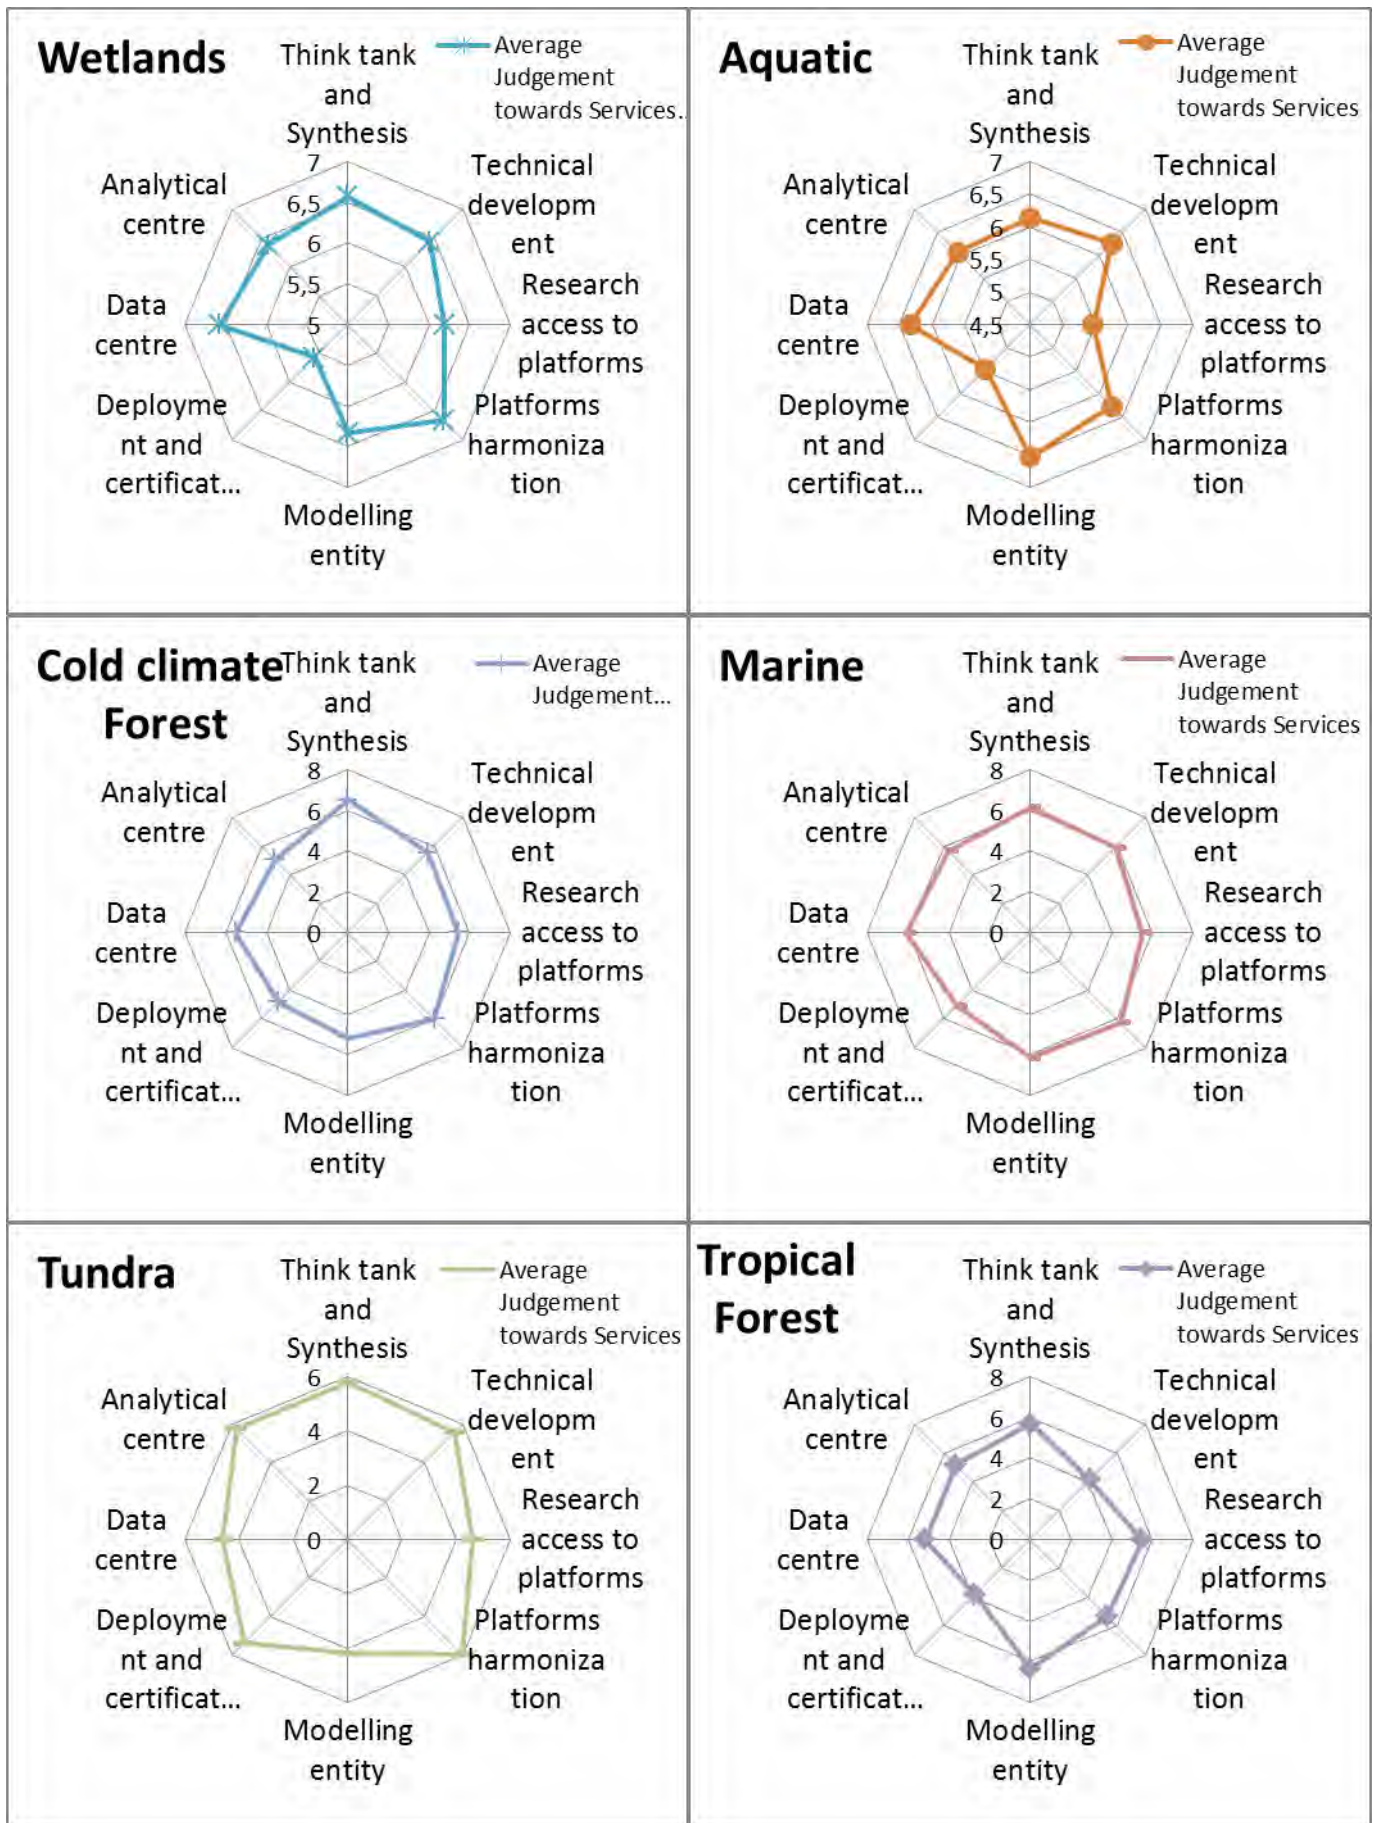 Wetlands
Think tank
and
Synthesis
Average
Judgement
towards Services..
Technical
developm
ent
Research
access to
platforms
Platforms
harmoniza
tion
Modelling
entity
Deployme
nt and
certificat...
Data
centre
Analytical
centre
7
6,5
6
5,5
5
Aquatic
Think tank
and
Synthesis
Average
Judgement
towards Services
Technical
developm
ent
Research
access to
platforms
Platforms
harmoniza
tion
Modelling
entity
Deployme
nt and
certificat...
Data
centre
Analytical
centre
7
6,5
6
5,5
5
4,5
Cold climate
Forest
Think tank
and
Synthesis
Average
Judgement...
Technical
developm
ent
Research
access to
platforms
Platforms
harmoniza
tion
Modelling
entity
Deployme
nt and
certificat...
Data
centre
Analytical
centre
8
6
4
2
0
Marine
Think tank
and
Synthesis
Average
Judgement
towards Services
Technical
developm
ent
Research
access to
platforms
Platforms
harmoniza
tion
Modelling
entity
Deployme
nt and
certificat...
Data
centre
Analytical
centre
8
6
4
2
0
Tundra
Think tank
and
Synthesis
Average
Judgement
towards Services
Technical
developm
ent
Research
access to
platforms
Platforms
harmoniza
tion
Modelling
entity
Deployme
nt and
certificat...
Data
centre
Analytical
centre
6
4
2
0
Tropical
Forest
Think tank
and
Synthesis
Average
Judgement
towards Services
Technical
developm
ent
Research
access to
platforms
Platforms
harmoniza
tion
Modelling
entity
Deployme
nt and
certificat...
Data
centre
Analytical
centre
8
6
4
2
0